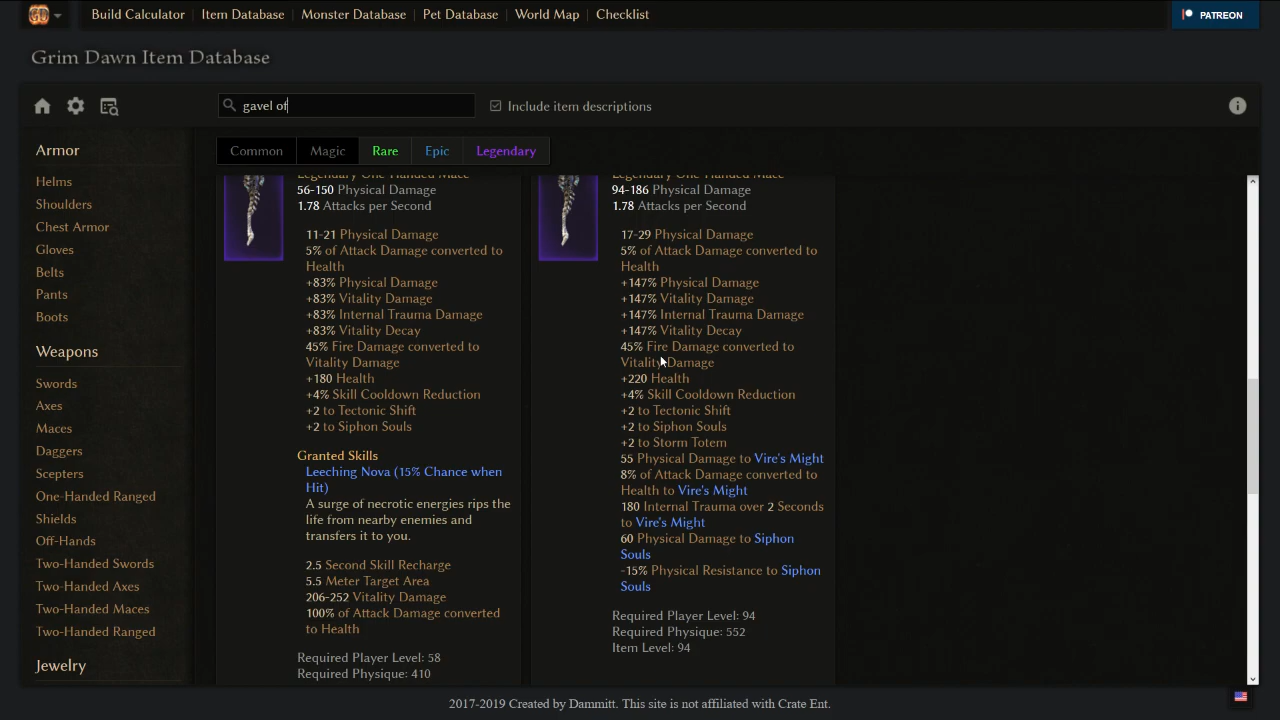 Build Calculator
Item Database
Monster Database
Pet Database
World Map
Checklist
PATREON
Grim Dawn Item Database
gavel of
Include item descriptions
Common
Magic
Rare
Epic
Legendary
Armor
Helms
Shoulders
Chest Armor
Gloves
Belts
Pants
Boots
Weapons
Swords
Axes
Maces
Daggers
Scepters
One-Handed Ranged
Shields
Off-Hands
Two-Handed Swords
Two-Handed Axes
Two-Handed Maces
Two-Handed Ranged
Jewelry
Legendary One-Handed Mace
56-150 Physical Damage
1.78 Attacks per Second
11-21 Physical Damage
5% of Attack Damage converted to
Health
+83% Physical Damage
+83% Vitality Damage
+83% Internal Trauma Damage
+83% Vitality Decay
45% Fire Damage converted to
Vitality Damage
+180 Health
+4% Skill Cooldown Reduction
+2 to Tectonic Shift
+2 to Siphon Souls
Granted Skills
Leeching Nova (15% Chance when
Hit)
A surge of necrotic energies rips the
life from nearby enemies and
transfers it to you.
2.5 Second Skill Recharge
5.5 Meter Target Area
206-252 Vitality Damage
100% of Attack Damage converted
to Health
Required Player Level: 58
Required Physique: 410
Legendary One-Handed Mace
94-186 Physical Damage
1.78 Attacks per Second
17-29 Physical Damage
5% of Attack Damage converted to
Health
+147% Physical Damage
+147% Vitality Damage
+147% Internal Trauma Damage
+147% Vitality Decay
45% Fire Damage converted to
Vitality Damage
+220 Health
+4% Skill Cooldown Reduction
+2 to Tectonic Shift
+2 to Siphon Souls
+2 to Storm Totem
55 Physical Damage to Vire's Might
8% of Attack Damage converted to
Health to Vire's Might
180 Internal Trauma over 2 Seconds
to Vire's Might
60 Physical Damage to Siphon
Souls
-15% Physical Resistance to Siphon
Souls
Required Player Level: 94
Required Physique: 552
Item Level: 94
2017-2019 Created by Dammitt. This site is not affiliated with Crate Ent.